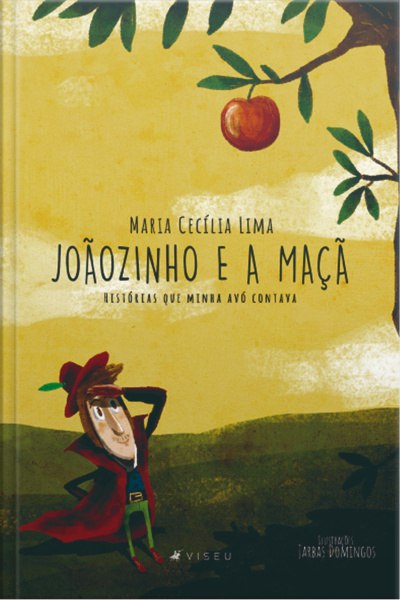 Maria Cecília Lima
JOÃOZINHO E A MAÇÃ
Histórias que minha avó contava
Ilustrações
Jarbas Domingos
VISEU